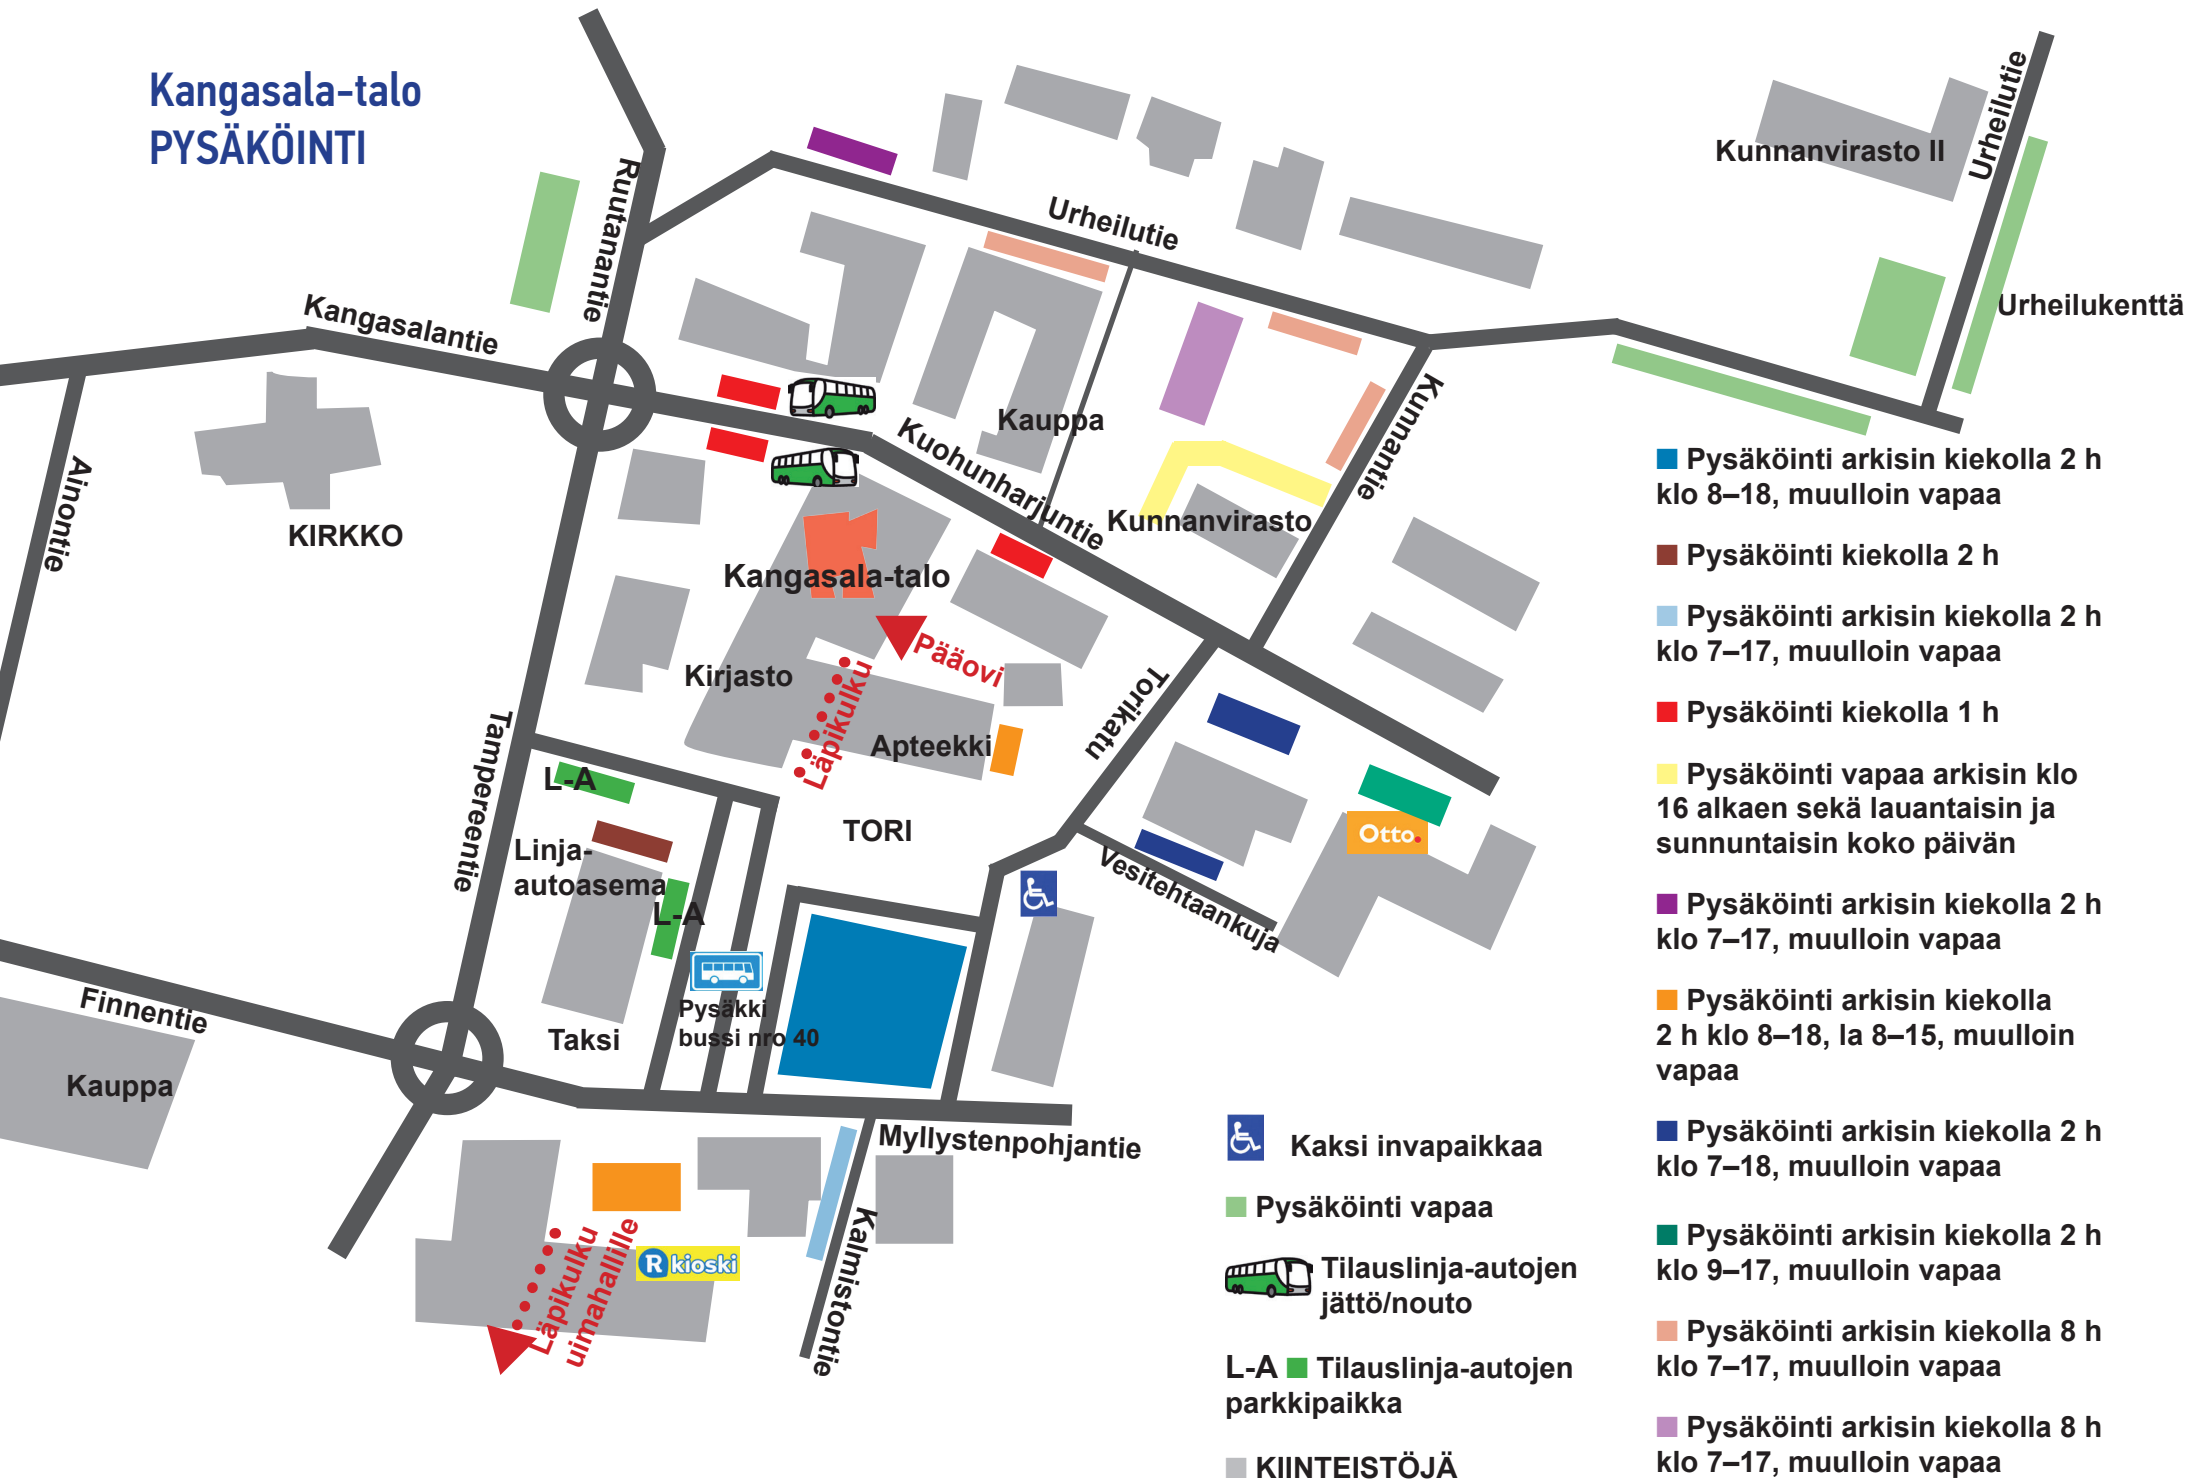 Kangasala-talo
PYSÄKÖINTI
Ruutanantie
Kangasalantie
Urheilutie
Kunnanvirasto II
Urheilutie
Urheilukenttä
Ainontie
KIRKKO
Kauppa
Kuohunharjuntie
Kunnanvirasto
Kunnantie
Kangasala-talo
Pääovi
Kirjasto
Läpikulku
Apteekki
Torikatu
Tampereentie
L-A
Linja-
autoasema
L-A
TORI
Otto.
Vesitehtaankuja
Pysäkki
bussi nro 40
Taksi
Finnentie
Kauppa
Myllystenpohjantie
Kalmistontie
Läpikulku
uimahallille
R kioski
Kaksi invapaikkaa
Pysäköinti vapaa
Tilauslinja-autojen
jättö/nouto
L-A Tilauslinja-autojen
parkkipaikka
KIINTEISTÖJÄ
Pysäköinti arkisin kiekolla 2 h
klo 8–18, muulloin vapaa
Pysäköinti kiekolla 2 h
Pysäköinti arkisin kiekolla 2 h
klo 7–17, muulloin vapaa
Pysäköinti kiekolla 1 h
Pysäköinti vapaa arkisin klo
16 alkaen sekä lauantaisin ja
sunnuntaisin koko päivän
Pysäköinti arkisin kiekolla 2 h
klo 7–17, muulloin vapaa
Pysäköinti arkisin kiekolla
2 h klo 8–18, la 8–15, muulloin
vapaa
Pysäköinti arkisin kiekolla 2 h
klo 7–18, muulloin vapaa
Pysäköinti arkisin kiekolla 2 h
klo 9–17, muulloin vapaa
Pysäköinti arkisin kiekolla 8 h
klo 7–17, muulloin vapaa
Pysäköinti arkisin kiekolla 8 h
klo 7–17, muulloin vapaa